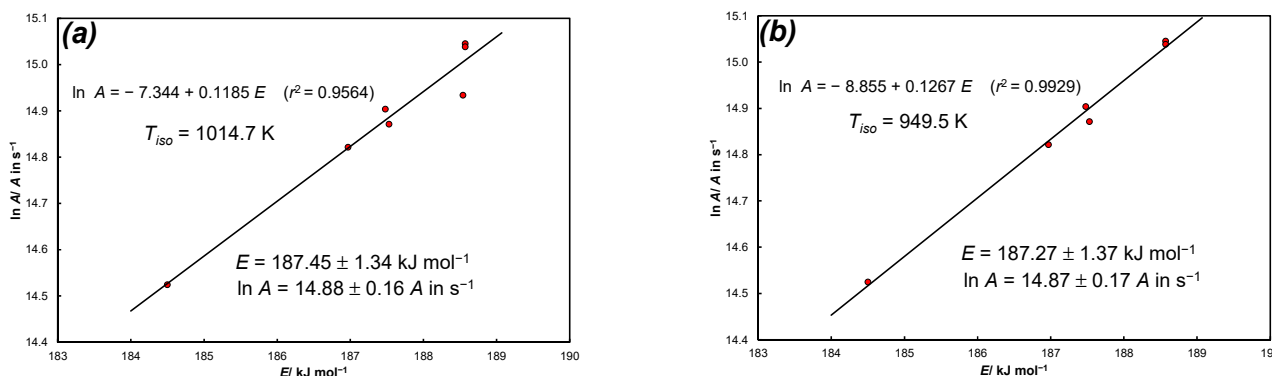 (a)
15.1
15.0
14.9
14.8
14.7
14.6
14.5
14.4
ln A/ A in s⁻¹
ln A = − 7.344 + 0.1185 E (r² = 0.9564)
T_iso = 1014.7 K
E = 187.45 ± 1.34 kJ mol⁻¹
ln A = 14.88 ± 0.16 A in s⁻¹
183 184 185 186 187 188 189 190
E/ kJ mol⁻¹
(b)
15.1
15.0
14.9
14.8
14.7
14.6
14.5
14.4
ln A/ A in s⁻¹
ln A = − 8.855 + 0.1267 E (r² = 0.9929)
T_iso = 949.5 K
E = 187.27 ± 1.37 kJ mol⁻¹
ln A = 14.87 ± 0.17 A in s⁻¹
183 184 185 186 187 188 189 19
E/ kJ mol⁻¹